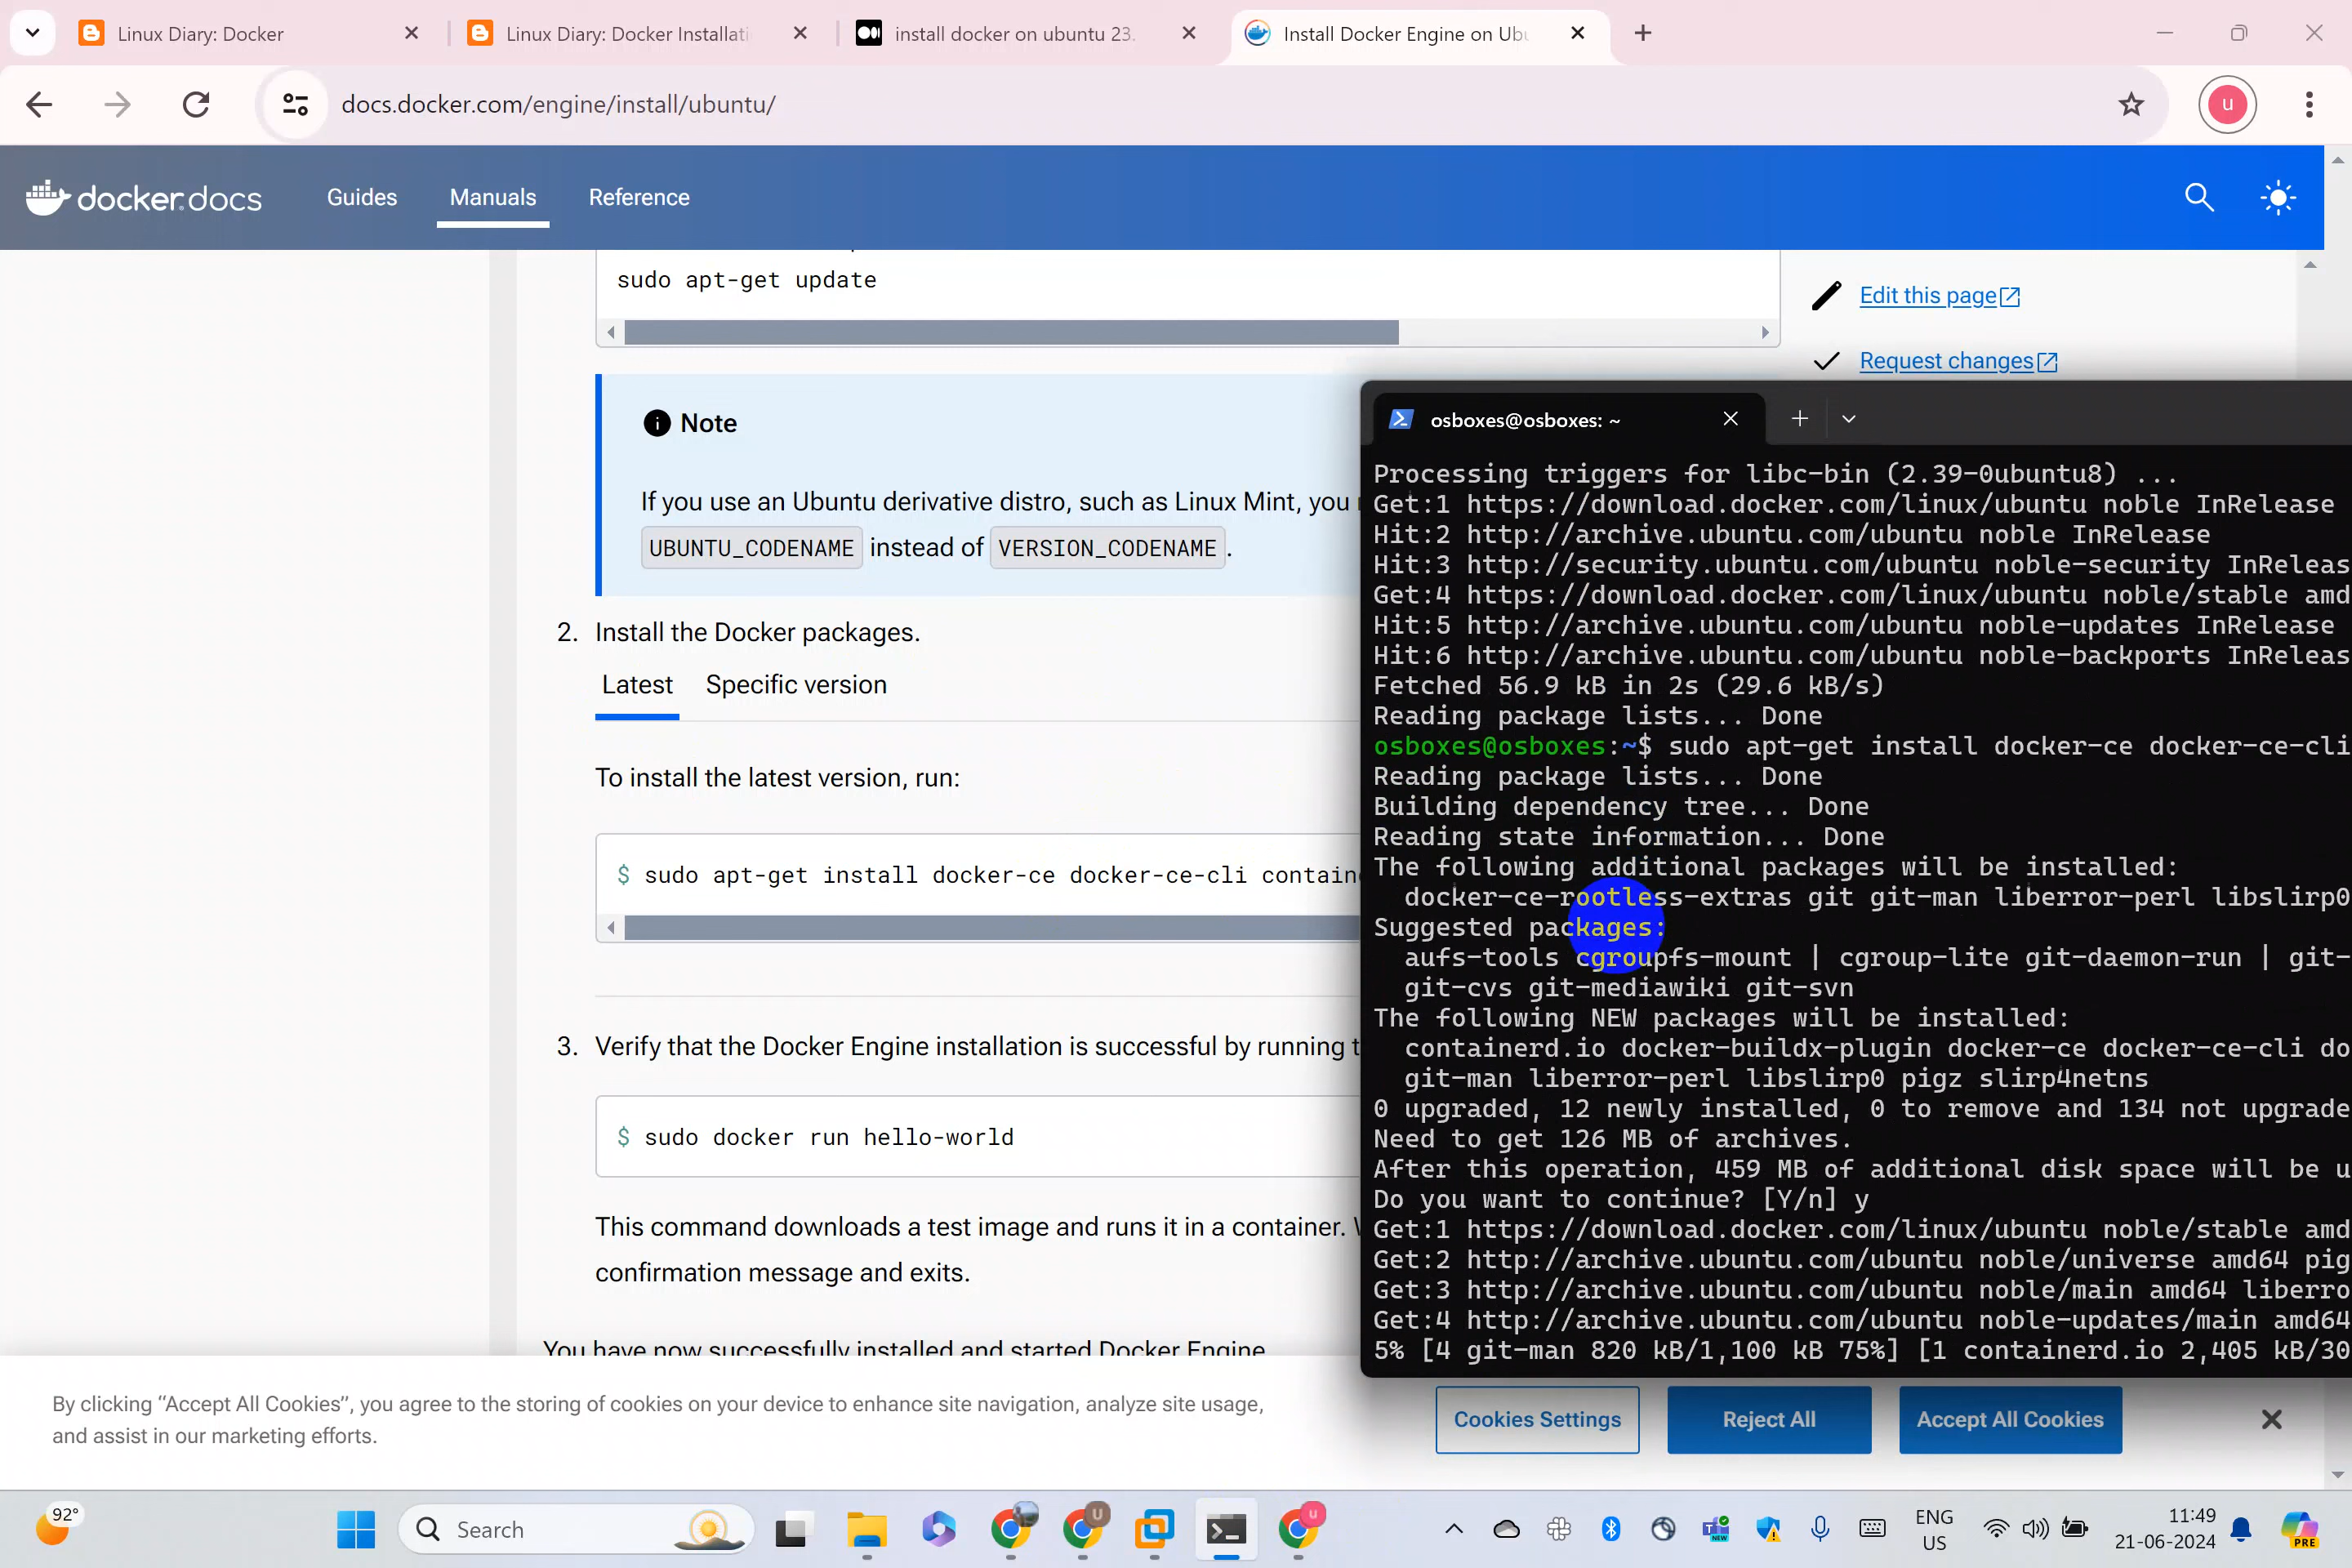 Linux Diary: Docker
Linux Diary: Docker Installati
install docker on ubuntu 23.
Install Docker Engine on Ubu
docs.docker.com/engine/install/ubuntu/
u
docker.docs
Guides
Manuals
Reference
sudo apt-get update
Edit this page
Request changes
Note
If you use an Ubuntu derivative distro, such as Linux Mint, you
UBUNTU_CODENAME instead of VERSION_CODENAME.
2. Install the Docker packages.
Latest Specific version
To install the latest version, run:
$ sudo apt-get install docker-ce docker-ce-cli contain
3. Verify that the Docker Engine installation is successful by running t
$ sudo docker run hello-world
This command downloads a test image and runs it in a container.
confirmation message and exits.
You have now successfully installed and started Docker Engine
osboxes@osboxes: ~
Processing triggers for libc-bin (2.39-0ubuntu8) ...
Get:1 https://download.docker.com/linux/ubuntu noble InRelease
Hit:2 http://archive.ubuntu.com/ubuntu noble InRelease
Hit:3 http://security.ubuntu.com/ubuntu noble-security InReleas
Get:4 https://download.docker.com/linux/ubuntu noble/stable amd
Hit:5 http://archive.ubuntu.com/ubuntu noble-updates InRelease
Hit:6 http://archive.ubuntu.com/ubuntu noble-backports InReleas
Fetched 56.9 kB in 2s (29.6 kB/s)
Reading package lists... Done
osboxes@osboxes:~$ sudo apt-get install docker-ce docker-ce-cli
Reading package lists... Done
Building dependency tree... Done
Reading state information... Done
The following additional packages will be installed:
docker-ce-rootless-extras git git-man liberror-perl libslirp0
Suggested packages:
aufs-tools cgroupfs-mount | cgroup-lite git-daemon-run | git-
git-cvs git-mediawiki git-svn
The following NEW packages will be installed:
containerd.io docker-buildx-plugin docker-ce docker-ce-cli do
git-man liberror-perl libslirp0 pigz slirp4netns
0 upgraded, 12 newly installed, 0 to remove and 134 not upgrade
Need to get 126 MB of archives.
After this operation, 459 MB of additional disk space will be u
Do you want to continue? [Y/n] y
Get:1 https://download.docker.com/linux/ubuntu noble/stable amd
Get:2 http://archive.ubuntu.com/ubuntu noble/universe amd64 pig
Get:3 http://archive.ubuntu.com/ubuntu noble/main amd64 liberro
Get:4 http://archive.ubuntu.com/ubuntu noble-updates/main amd64
5% [4 git-man 820 kB/1,100 kB 75%] [1 containerd.io 2,405 kB/30
By clicking “Accept All Cookies”, you agree to the storing of cookies on your device to enhance site navigation, analyze site usage,
and assist in our marketing efforts.
Cookies Settings
Reject All
Accept All Cookies
92°
Search
U
u
NEW
ENG
US
11:49
21-06-2024
PRE